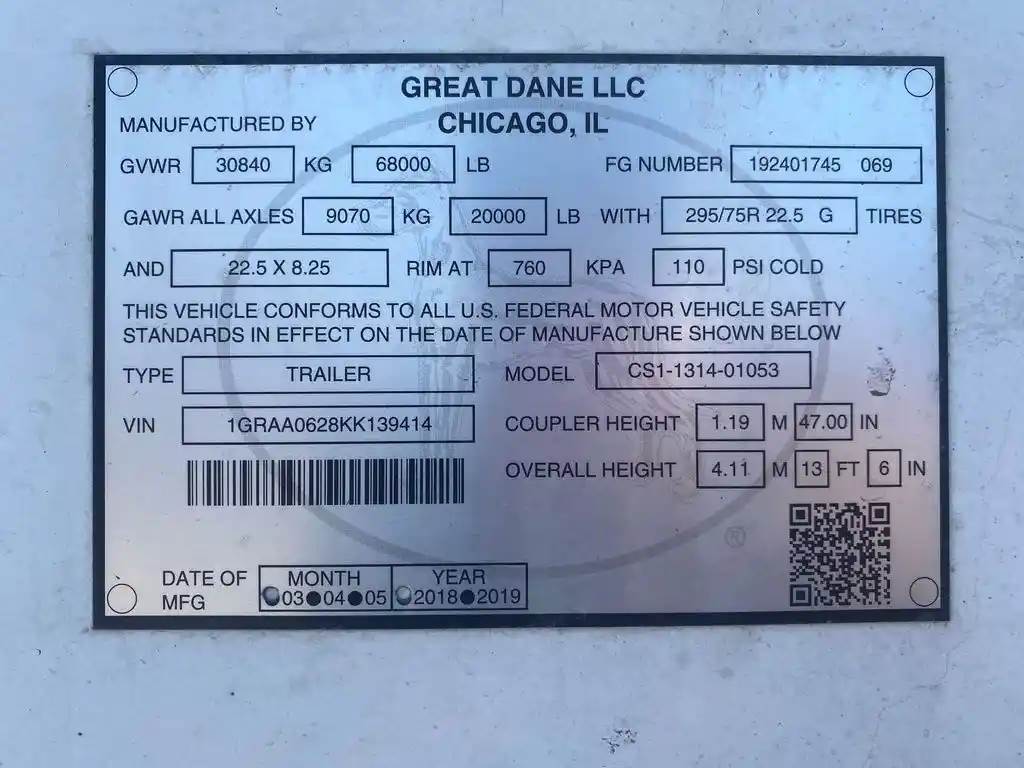 GREAT DANE LLC
MANUFACTURED BY CHICAGO, IL
GVWR 30840 KG 68000 LB FG NUMBER 192401745 069
GAWR ALL AXLES 9070 KG 20000 LB WITH 295/75R 22.5 G TIRES
AND 22.5 X 8.25 RIM AT 760 KPA 110 PSI COLD
THIS VEHICLE CONFORMS TO ALL U.S. FEDERAL MOTOR VEHICLE SAFETY
STANDARDS IN EFFECT ON THE DATE OF MANUFACTURE SHOWN BELOW
TYPE TRAILER MODEL CS1-1314-01053
VIN 1GRAA0628KK139414 COUPLER HEIGHT 1.19 M 47.00 IN
OVERALL HEIGHT 4.11 M 13 FT 6 IN
®
DATE OF MFG
MONTH YEAR
03 04 05 2018 2019